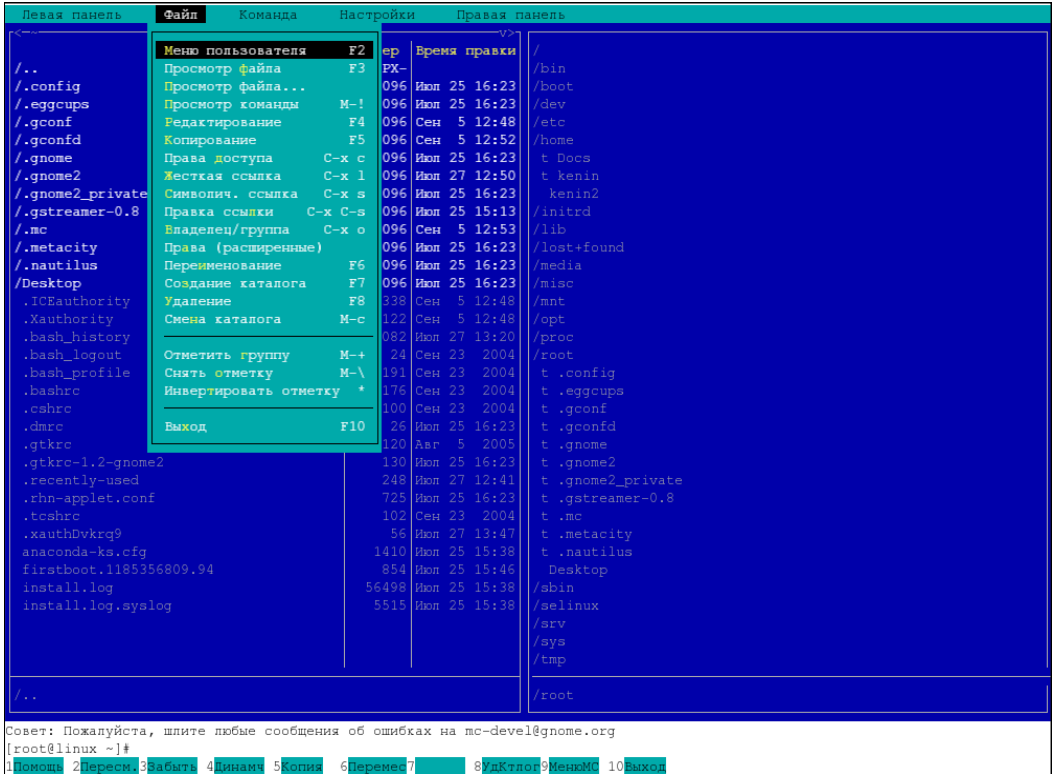 Левая панель Файл Команда Настройки Правая панель
<~ v>
Меню пользователя F2 ер Время правки /
/.. Просмотр файла F3 РХ- /bin
/.config Просмотр файла... 096 Июл 25 16:23 /boot
/.eggcups Просмотр команды M-! 096 Июл 25 16:23 /dev
/.gconf Редактирование F4 096 Сен 5 12:48 /etc
/.gconfd Копирование F5 096 Сен 5 12:52 /home
/.gnome Права доступа C-x c 096 Июл 25 16:23 t Docs
/.gnome2 Жесткая ссылка C-x l 096 Июл 27 12:50 t kenin
/.gnome2_private Символич. ссылка C-x s 096 Июл 25 16:23 kenin2
/.gstreamer-0.8 Правка ссылки C-x C-s 096 Июл 25 15:13 /initrd
/.mc Владелец/группа C-x o 096 Сен 5 12:53 /lib
/.metacity Права (расширенные) 096 Июл 25 16:23 /lost+found
/.nautilus Переименование F6 096 Июл 25 16:23 /media
/Desktop Создание каталога F7 096 Июл 25 16:23 /misc
.ICEauthority Удаление F8 338 Сен 5 12:48 /mnt
.Xauthority Смена каталога M-c 122 Сен 5 12:48 /opt
.bash_history 082 Июл 27 13:20 /proc
.bash_logout Отметить группу M-+ 24 Сен 23 2004 /root
.bash_profile Снять отметку M-\ 191 Сен 23 2004 t .config
.bashrc Инвертировать отметку * 176 Сен 23 2004 t .eggcups
.cshrc 100 Сен 23 2004 t .gconf
.dmrc Выход F10 26 Июл 25 16:23 t .gconfd
.gtkrc 120 Авг 5 2005 t .gnome
.gtkrc-1.2-gnome2 130 Июл 25 16:23 t .gnome2
.recently-used 248 Июл 27 12:41 t .gnome2_private
.rhn-applet.conf 725 Июл 25 16:23 t .gstreamer-0.8
.tcshrc 102 Сен 23 2004 t .mc
.xauthDvkrq9 56 Июл 27 13:47 t .metacity
anaconda-ks.cfg 1410 Июл 25 15:38 t .nautilus
firstboot.1185356809.94 854 Июл 25 15:46 Desktop
install.log 56498 Июл 25 15:38 /sbin
install.log.syslog 5515 Июл 25 15:38 /selinux
/srv
/sys
/tmp
/.. /root
Совет: Пожалуйста, шлите любые сообщения об ошибках на mc-devel@gnome.org
[root@linux ~]#
1Помощь 2Пересм.3Забыть 4Динамч 5Копия 6Перемес7 8УдКтлог9МенюМС 10Выход